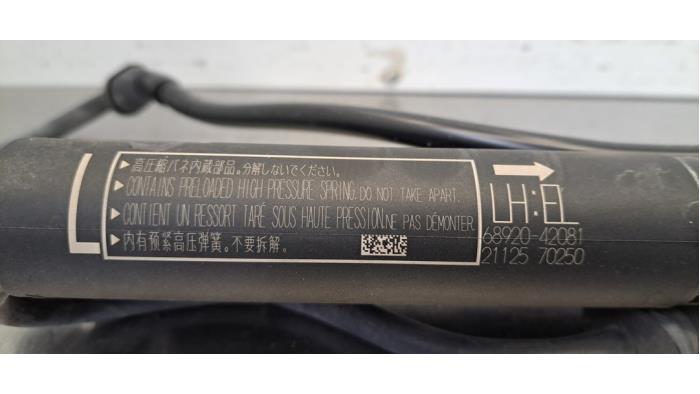 L
▶高圧縮バネ内蔵部品。分解しないでください。
▶CONTAINS PRELOADED HIGH PRESSURE SPRING: DO NOT TAKE APART.
▶CONTIENT UN RESSORT TARÉ SOUS HAUTE PRESSION.NE PAS DÉMONTER.
▶内有预紧高压弹簧。不要拆解。
LH:EL
68920-42081
21125 70250